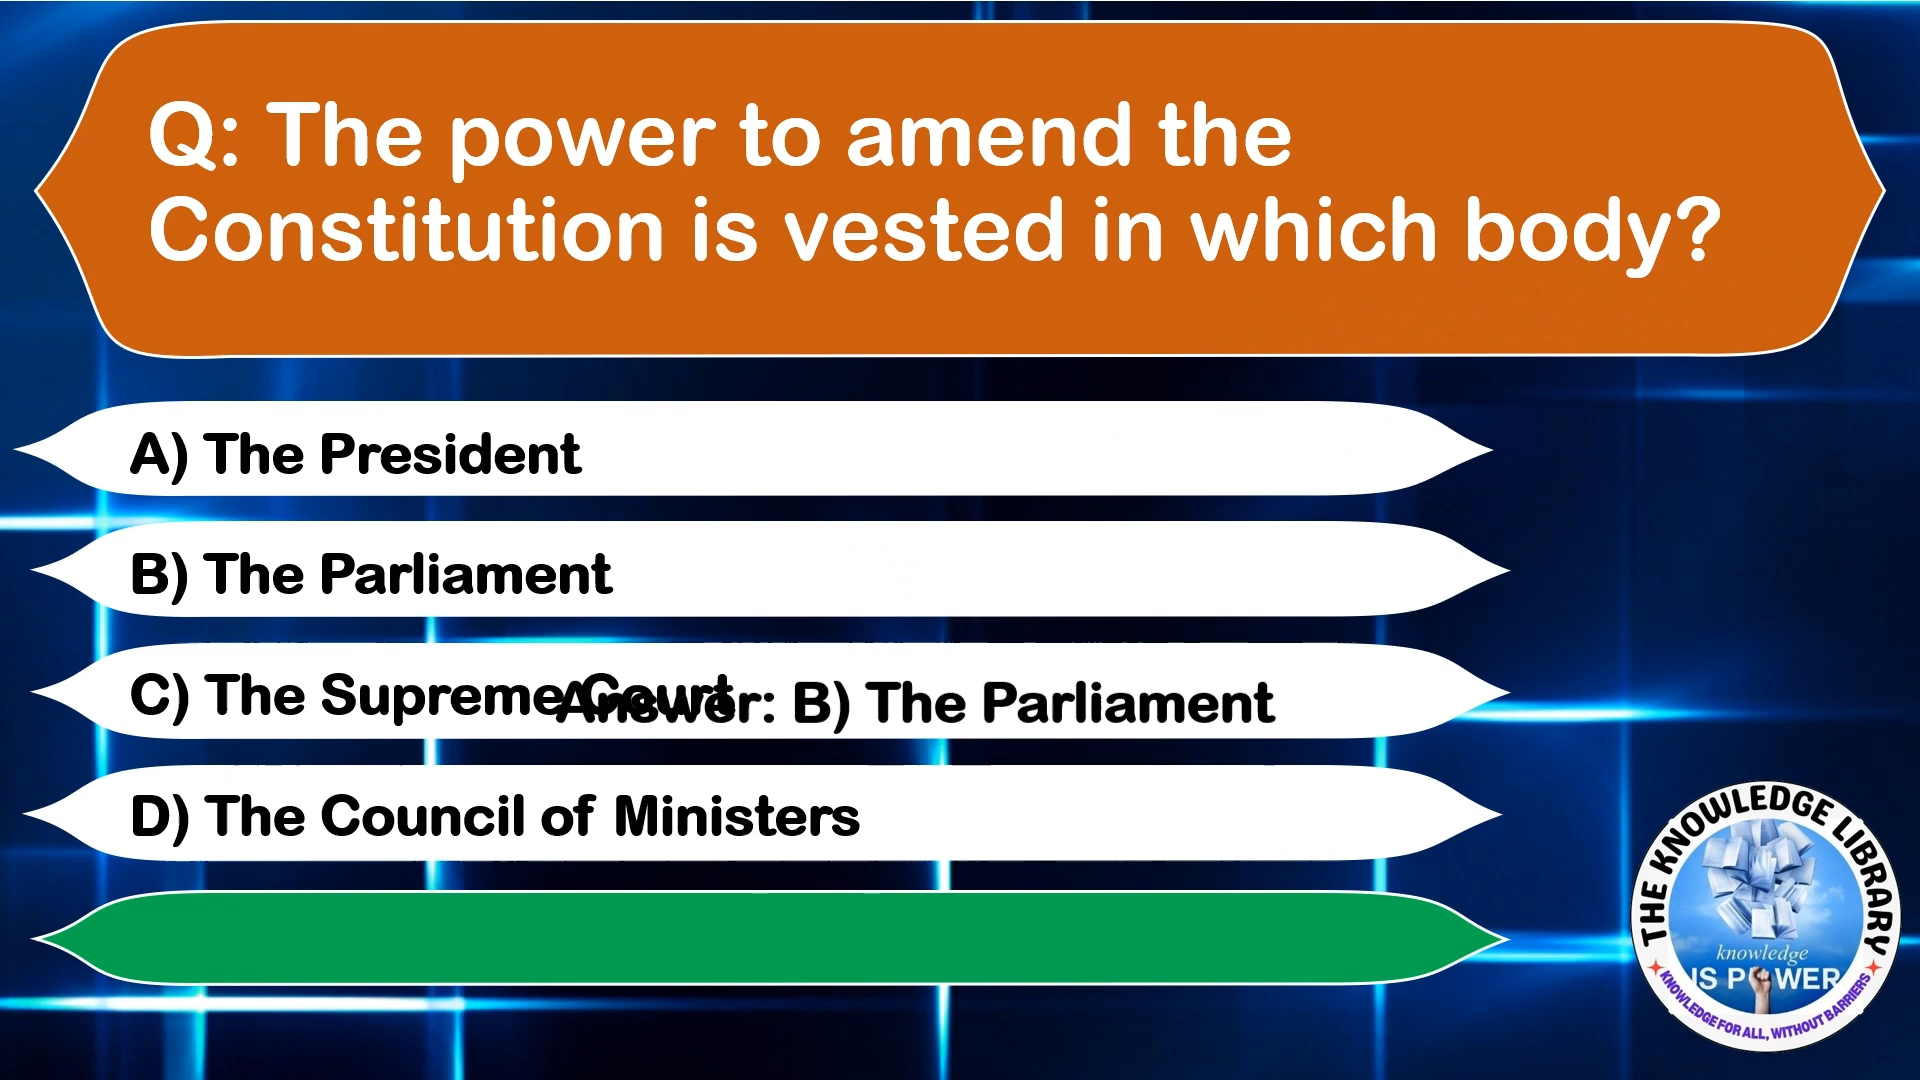 Q: The power to amend the
Constitution is vested in which body?
A) The President
B) The Parliament
C) The Supreme Court
Answer: B) The Parliament
D) The Council of Ministers
THE KNOWLEDGE LIBRARY
knowledge
IS POWER
KNOWLEDGE FOR ALL, WITHOUT BARRIERS